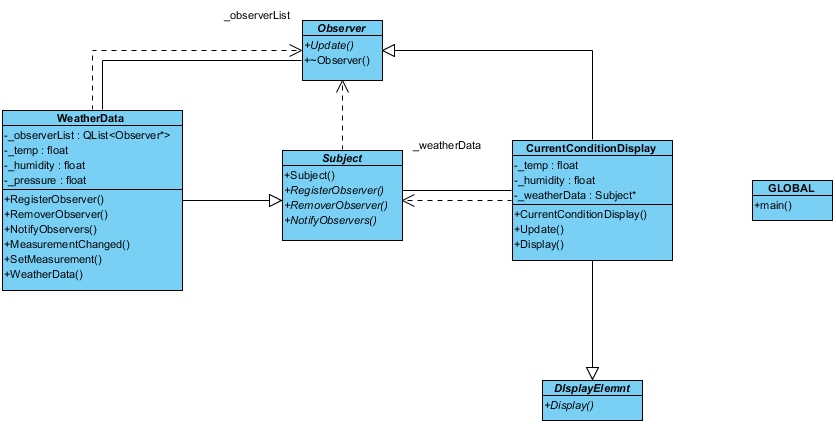 _observerList
Observer
+Update()
+~Observer()
WeatherData
-_observerList : QList<Observer*>
-_temp : float
-_humidity : float
-_pressure : float
+RegisterObserver()
+RemoverObserver()
+NotifyObservers()
+MeasurementChanged()
+SetMeasurement()
+WeatherData()
Subject
+Subject()
+RegisterObserver()
+RemoverObserver()
+NotifyObservers()
_weatherData
CurrentConditionDisplay
-_temp : float
-_humidity : float
-_weatherData : Subject*
+CurrentConditionDisplay()
+Update()
+Display()
GLOBAL
+main()
DIsplayElemnt
+Display()